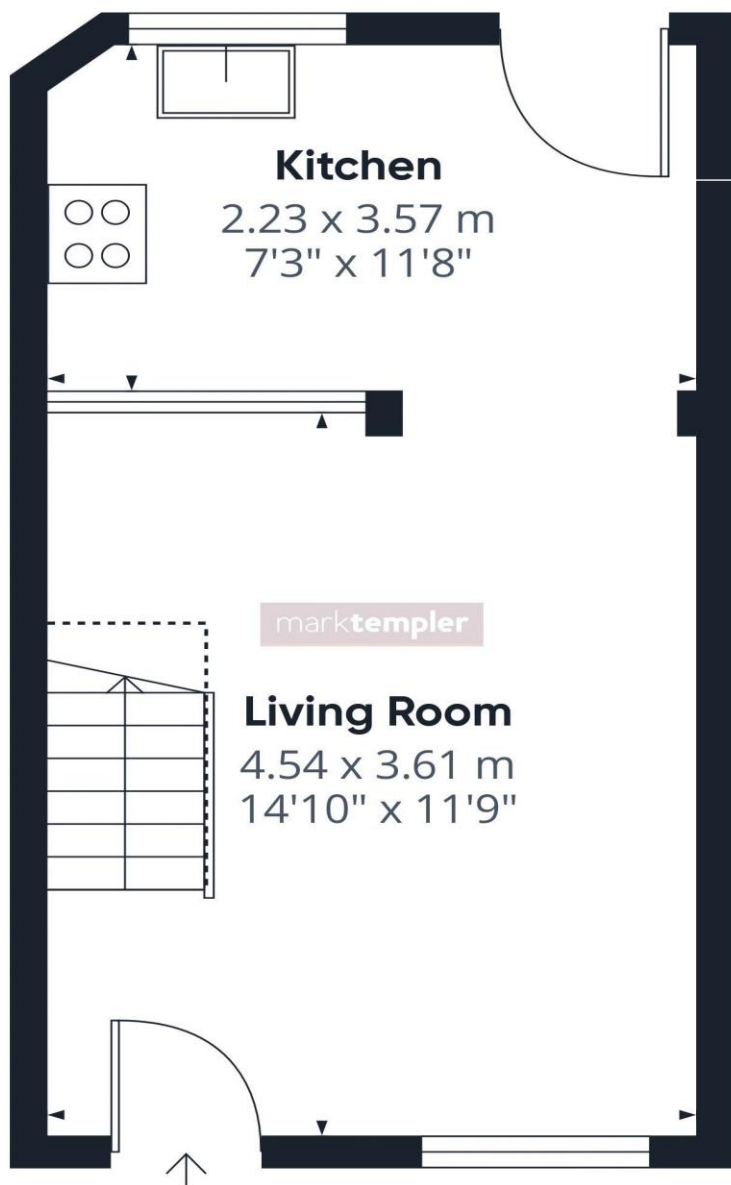 Kitchen
2.23 x 3.57 m
7'3" x 11'8"
marktempler
Living Room
4.54 x 3.61 m
14'10" x 11'9"